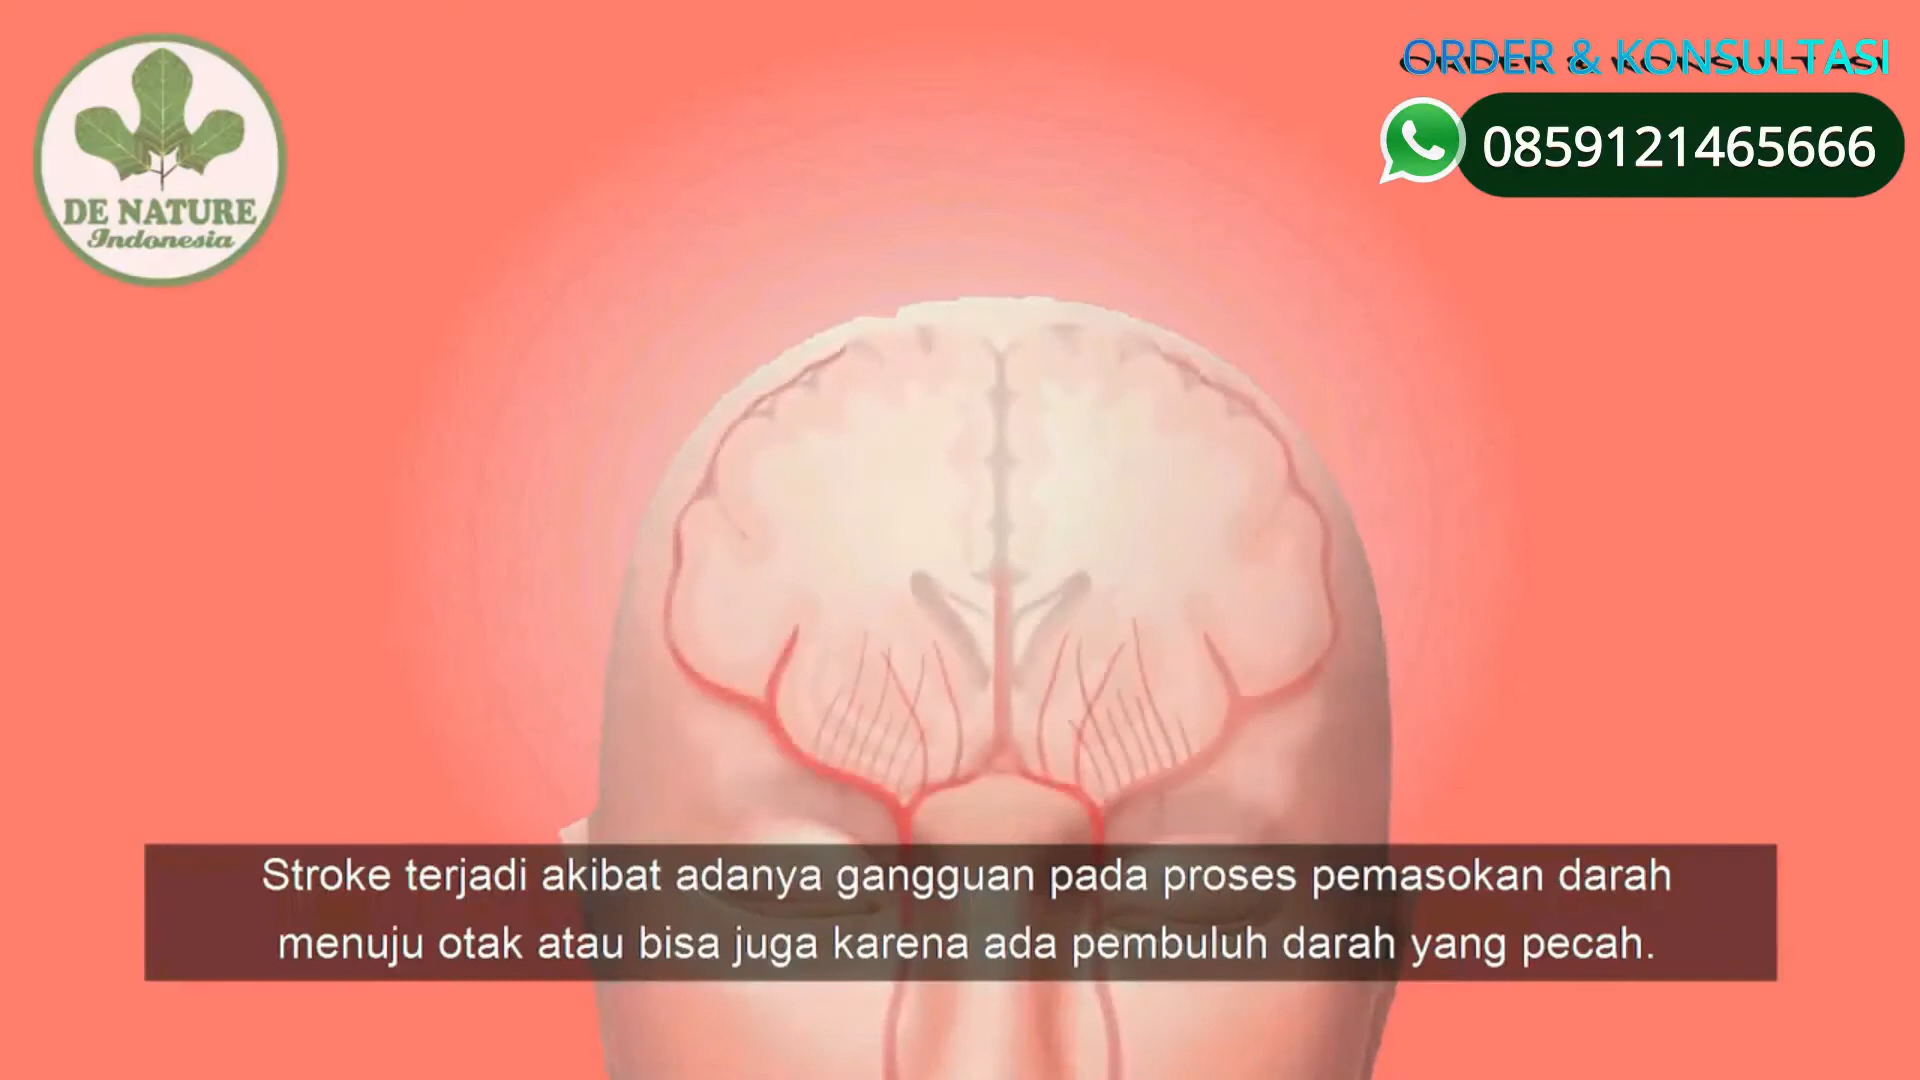 DE NATURE
Indonesia
ORDER & KONSULTASI
0859121465666
Stroke terjadi akibat adanya gangguan pada proses pemasokan darah
menuju otak atau bisa juga karena ada pembuluh darah yang pecah.